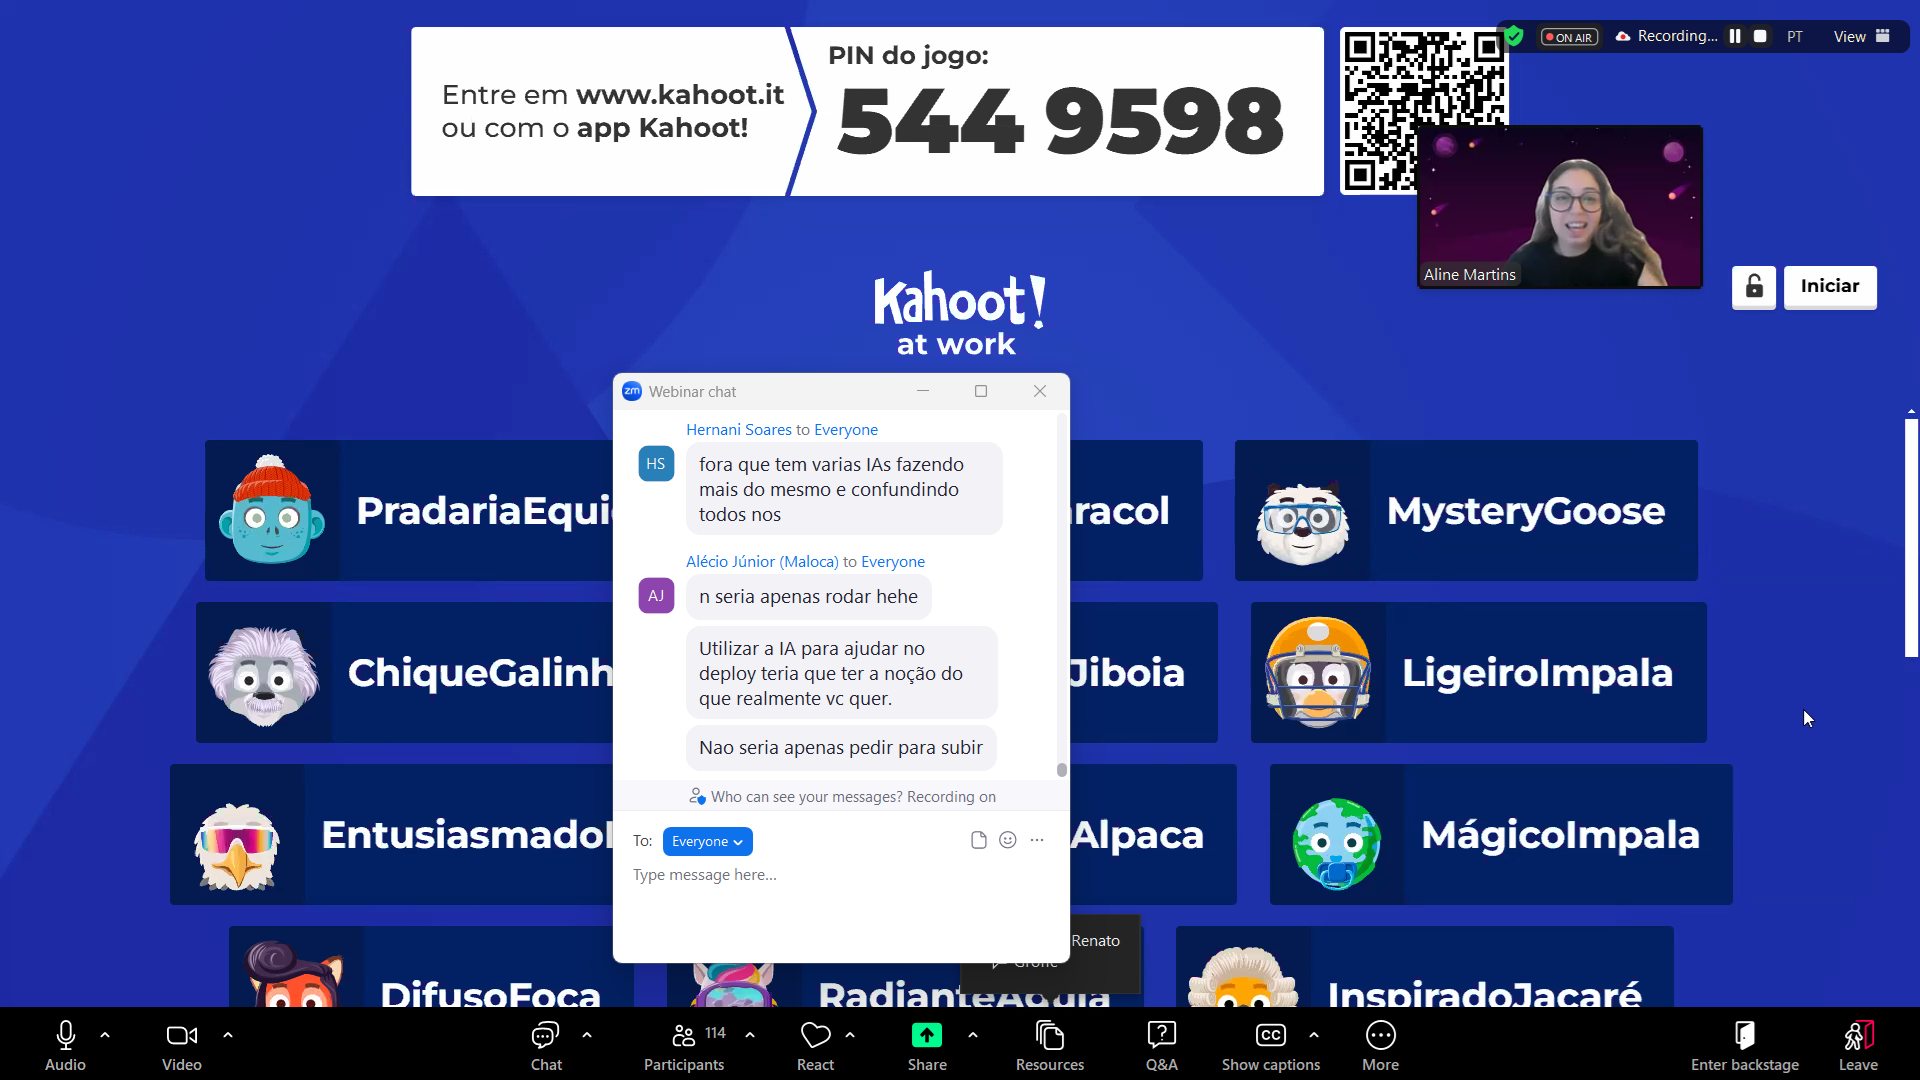 Entre em www.kahoot.it
ou com o app Kahoot!
PIN do jogo:
544 9598
ON AIR
Recording...
PT
View
Aline Martins
Iniciar
Kahoot!
at work
zm
Webinar chat
Hernani Soares to Everyone
HS
fora que tem varias IAs fazendo
mais do mesmo e confundindo
todos nos
Alécio Júnior (Maloca) to Everyone
AJ
n seria apenas rodar hehe
Utilizar a IA para ajudar no
deploy teria que ter a noção do
que realmente vc quer.
Nao seria apenas pedir para subir
Who can see your messages? Recording on
To:
Everyone
Type message here...
MysteryGoose
Jiboia
LigeiroImpala
Alpaca
MágicoImpala
Renato
DifusoFoca
RadianteAguia
InspiradoJacaré
Audio
Video
Chat
114
Participants
React
Share
Resources
Q&A
CC
Show captions
More
Enter backstage
Leave